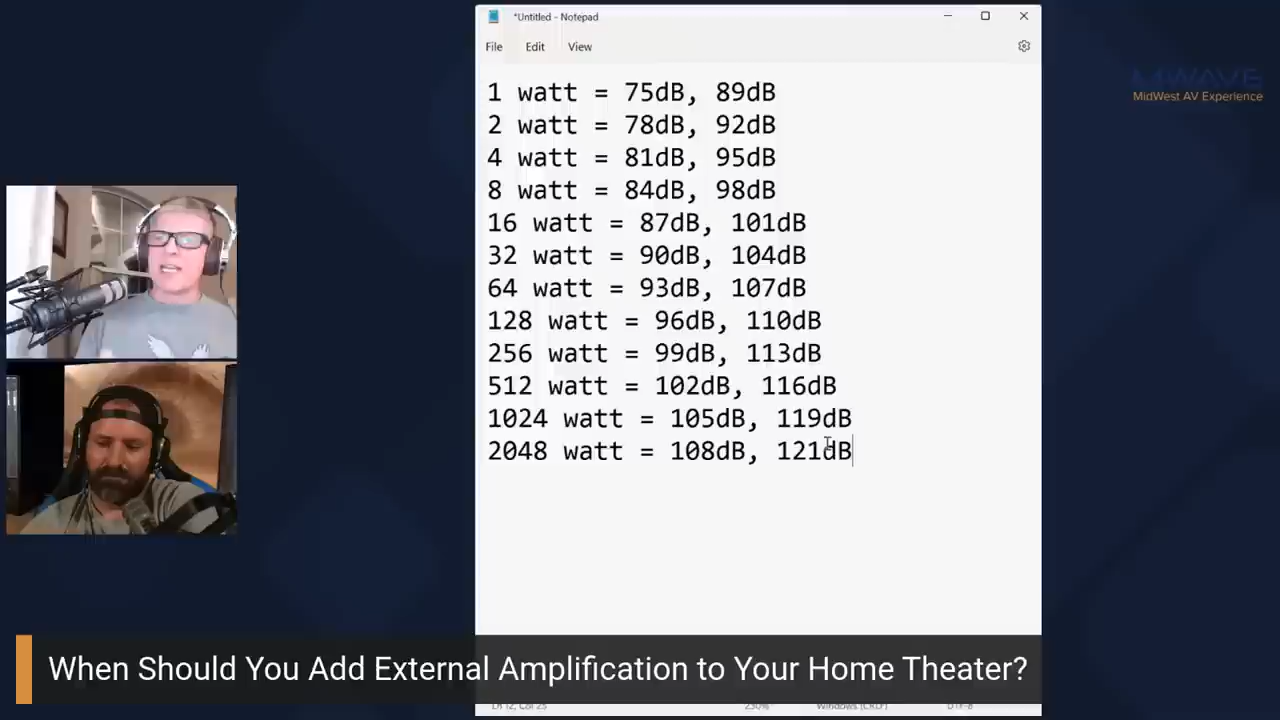 *Untitled - Notepad
File Edit View
1 watt = 75dB, 89dB
2 watt = 78dB, 92dB
4 watt = 81dB, 95dB
8 watt = 84dB, 98dB
16 watt = 87dB, 101dB
32 watt = 90dB, 104dB
64 watt = 93dB, 107dB
128 watt = 96dB, 110dB
256 watt = 99dB, 113dB
512 watt = 102dB, 116dB
1024 watt = 105dB, 119dB
2048 watt = 108dB, 121dB
MIWAVE
MidWest AV Experience
When Should You Add External Amplification to Your Home Theater?